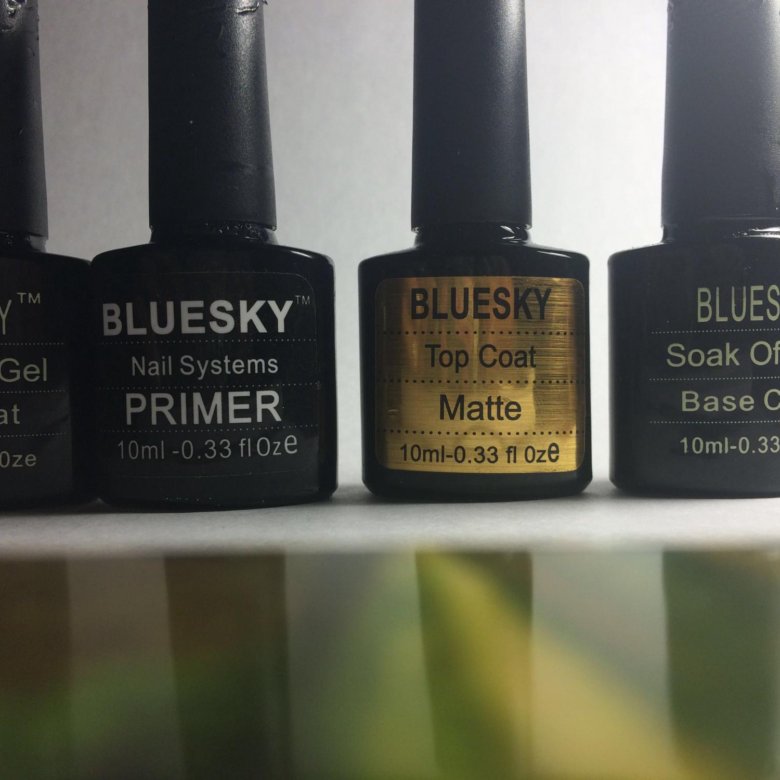 Y™
Gel
at
0ze
BLUESKY™
Nail Systems
PRIMER
10ml -0.33 fl 0ze
BLUESKY
Top Coat
Matte
10ml-0.33 fl 0ze
BLUES
Soak Of
Base C
10ml-0.33